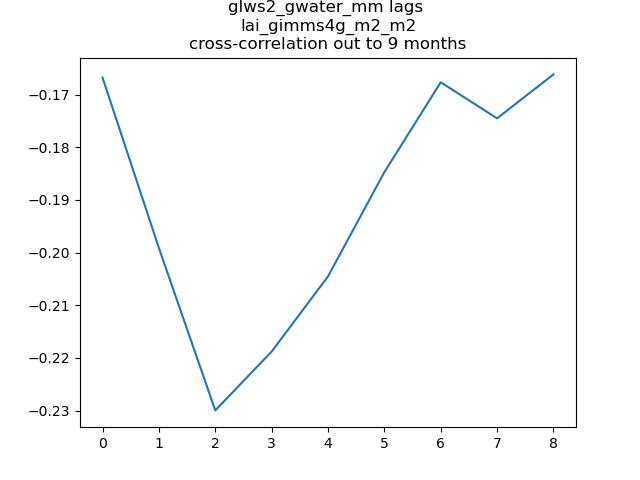 glws2_gwater_mm lags
lai_gimms4g_m2_m2
cross-correlation out to 9 months
−0.17
−0.18
−0.19
−0.20
−0.21
−0.22
−0.23
0 1 2 3 4 5 6 7 8